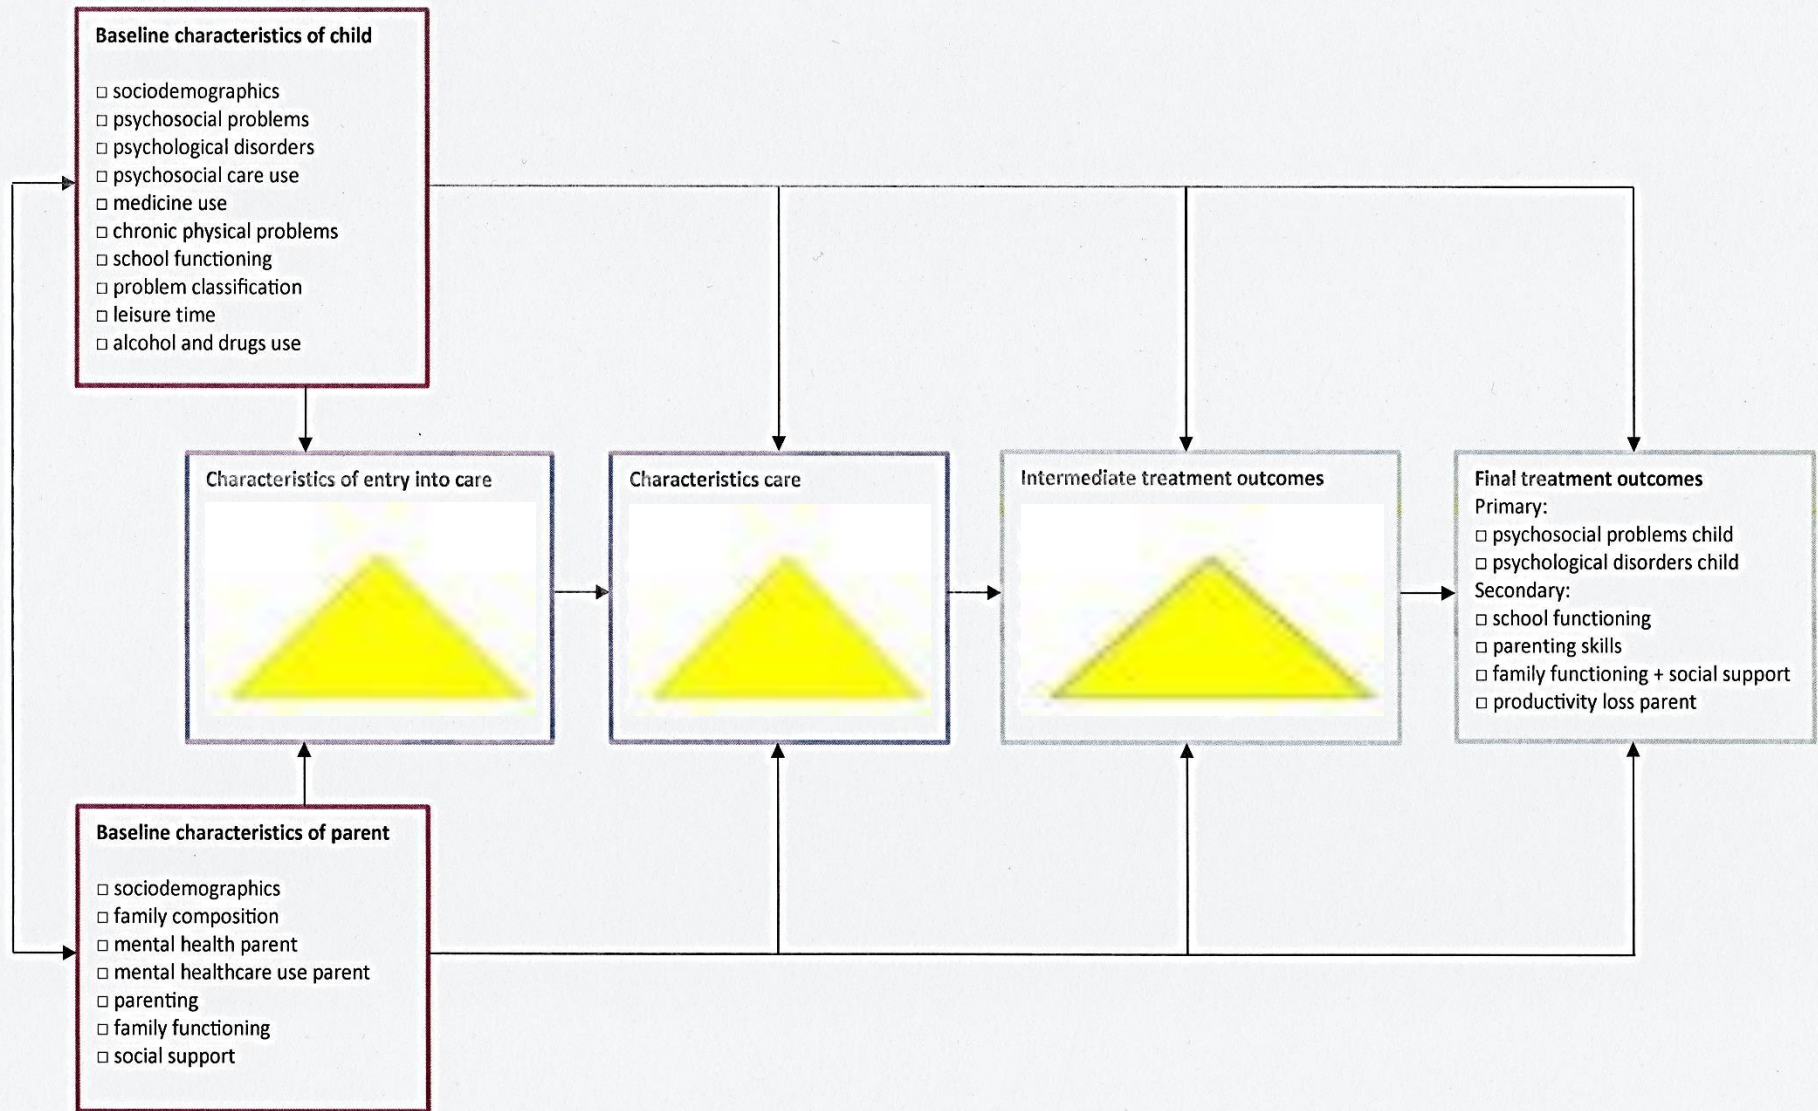 Baseline characteristics of child
□ sociodemographics
□ psychosocial problems
□ psychological disorders
□ psychosocial care use
□ medicine use
□ chronic physical problems
□ school functioning
□ problem classification
□ leisure time
□ alcohol and drugs use
Characteristics of entry into care
Characteristics care
Intermediate treatment outcomes
Final treatment outcomes
Primary:
□ psychosocial problems child
□ psychological disorders child
Secondary:
□ school functioning
□ parenting skills
□ family functioning + social support
□ productivity loss parent
Baseline characteristics of parent
□ sociodemographics
□ family composition
□ mental health parent
□ mental healthcare use parent
□ parenting
□ family functioning
□ social support